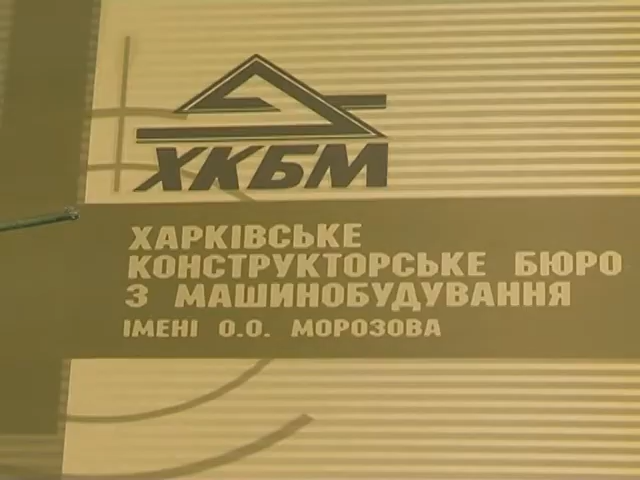 ХКБМ
ХАРКІВСЬКЕ
КОНСТРУКТОРСЬКЕ БЮРО
З МАШИНОБУДУВАННЯ
ІМЕНІ О.О. МОРОЗОВА